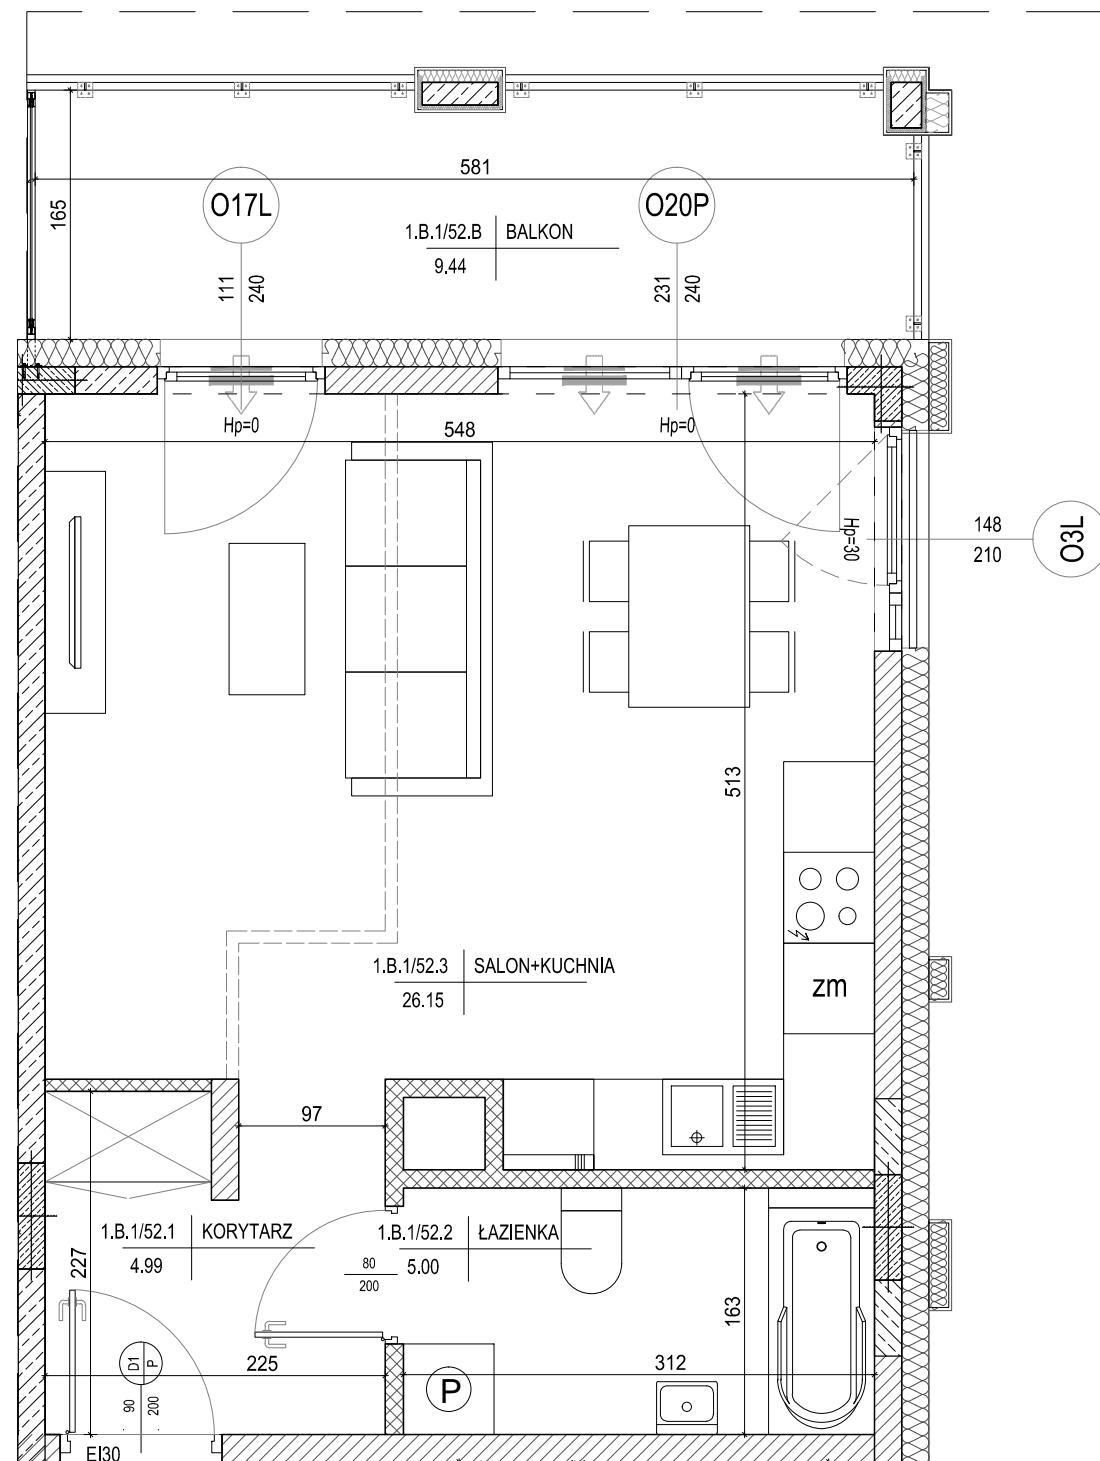 581
165
O17L
O20P
1.B.1/52.B BALKON
9.44
111
240
231
240
Hp=0
548
Hp=0
Hp=30
148
210
O3L
513
1.B.1/52.3 SALON+KUCHNIA
26.15
zm
97
1.B.1/52.1 KORYTARZ
4.99
1.B.1/52.2 ŁAZIENKA
5.00
80
200
227
163
225
312
D1
P
90
200
P
EI30